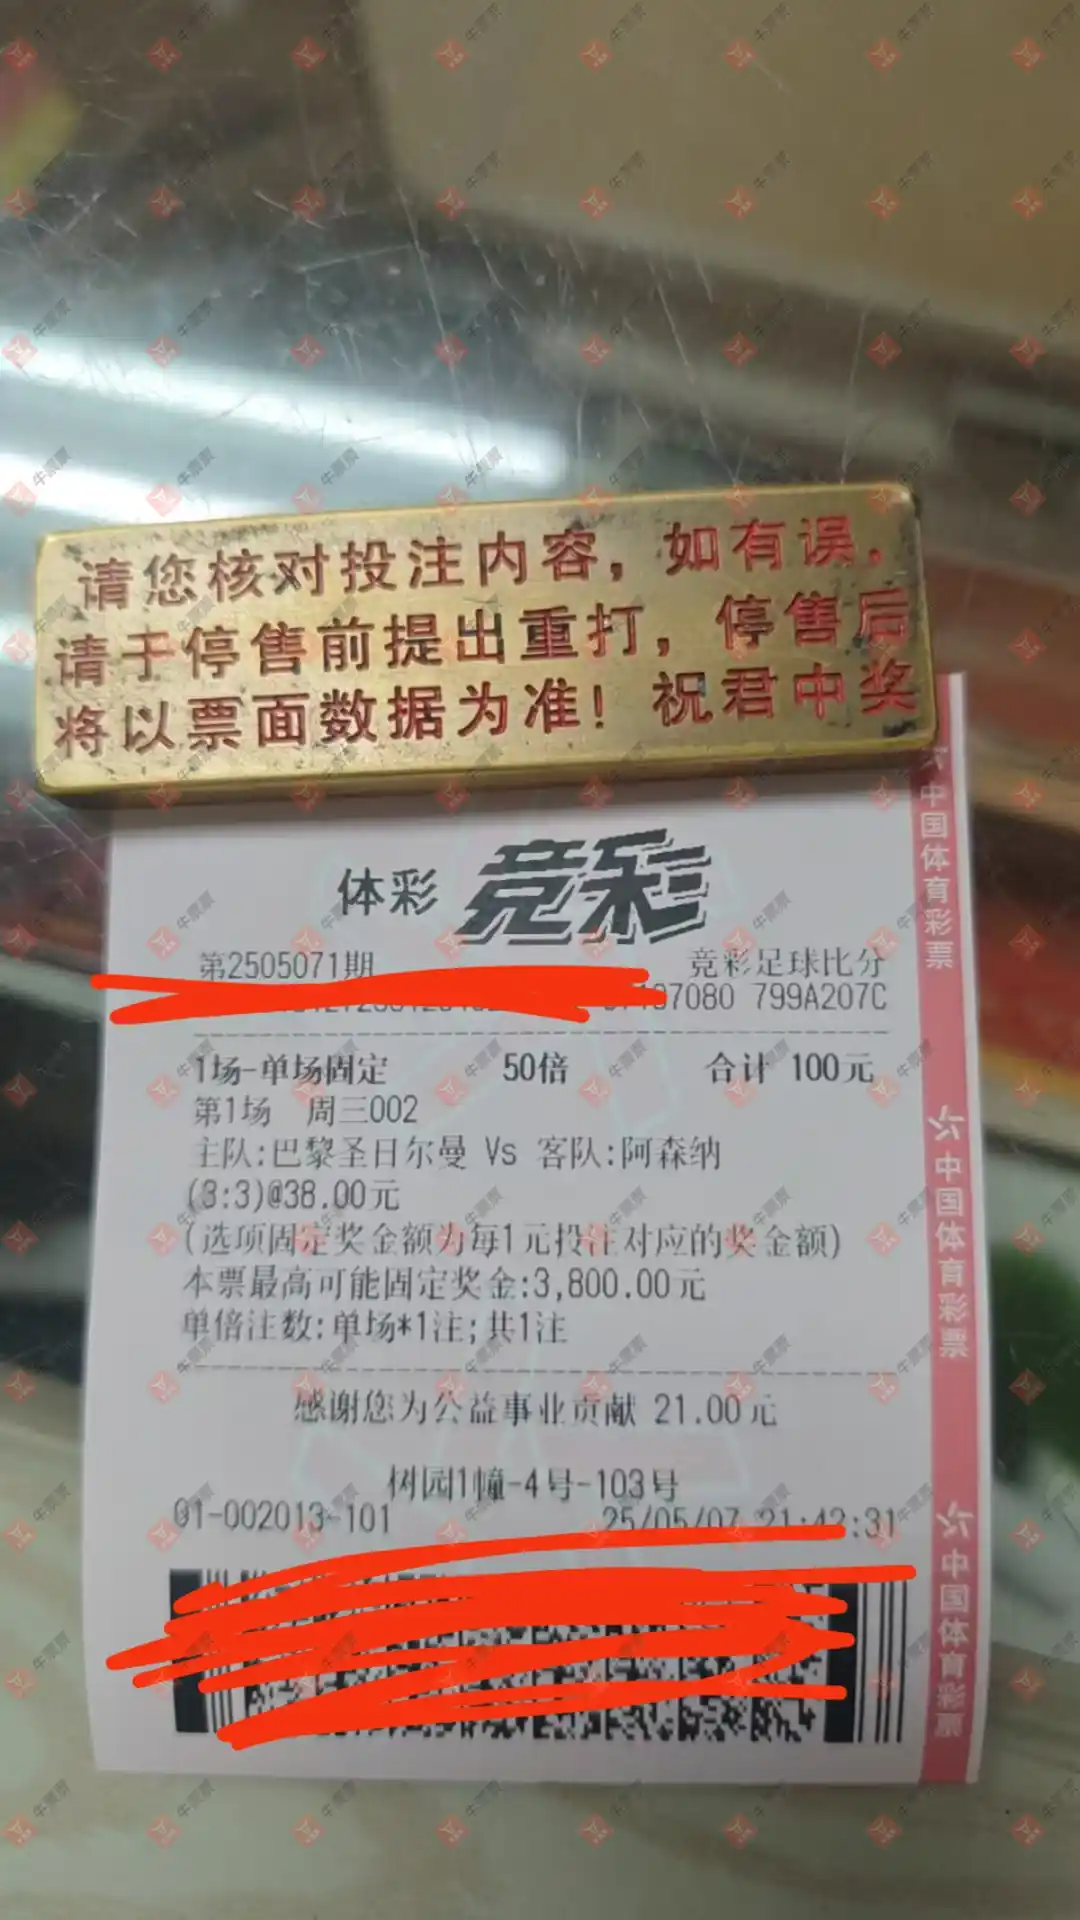 请您核对投注内容，如有误，
请于停售前提出重打，停售后
将以票面数据为准！祝君中奖
体彩 竞彩
第2505071期 竞彩足球比分
7080 799A207C
1场-单场固定 50倍 合计 100元
第1场 周三002
主队:巴黎圣日尔曼 Vs 客队:阿森纳
(3:3)@38.00元
(选项固定奖金额为每1元投注对应的奖金额)
本票最高可能固定奖金:3,800.00元
单倍注数:单场*1注;共1注
感谢您为公益事业贡献 21.00元
树园1幢-4号-103号
01-002013-101 25/05/07 21:42:31
中国体育彩票
中国体育彩票
中国体育彩票
牛票票